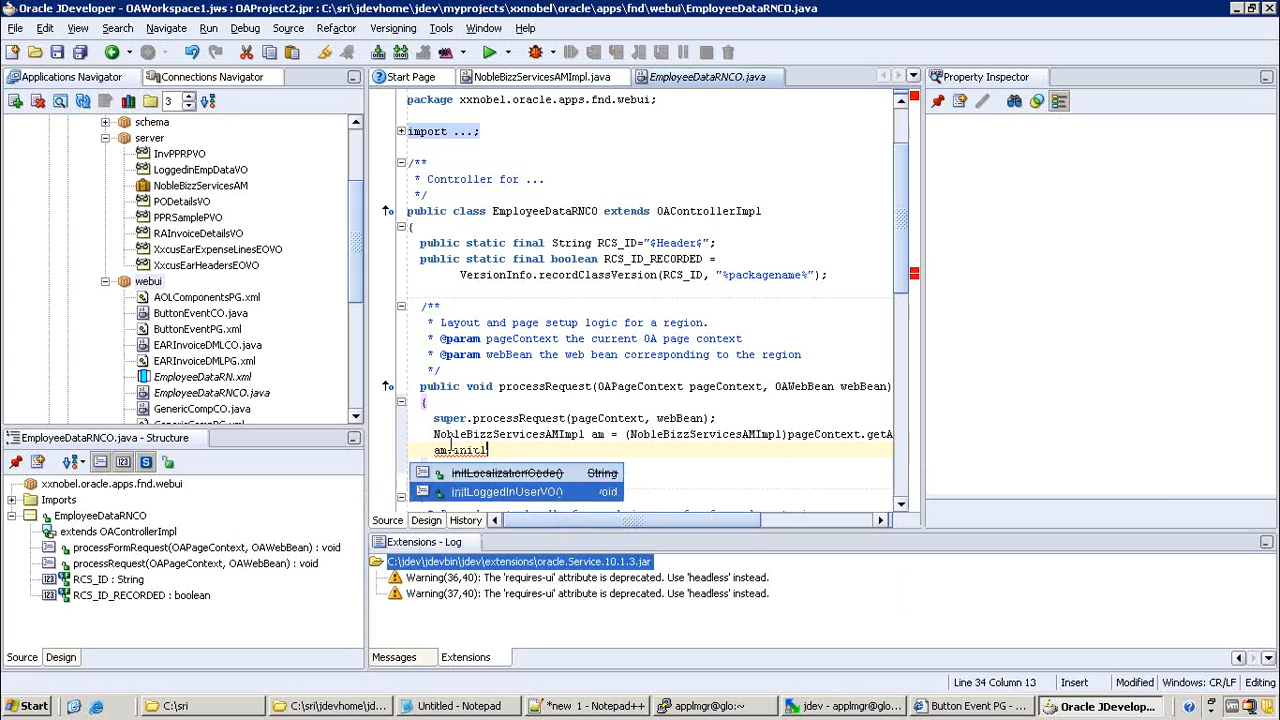 Oracle JDeveloper - OAWorkspace1.jws : OAProject2.jpr : C:\sri\jdevhome\jdev\myprojects\xxnobel\oracle\apps\fnd\webui\EmployeeDataRNCO.java
File Edit View Search Navigate Run Debug Source Refactor Versioning Tools Window Help
Applications Navigator Connections Navigator
3
schema
server
InvPPRPVO
LoggedinEmpDataVO
NobleBizzServicesAM
PODetailsVO
PPRSamplePVO
RAInvoiceDetailsVO
XxcusEarExpenseLinesEOVO
XxcusEarHeadersEOVO
webui
AOLComponentsPG.xml
ButtonEventCO.java
ButtonEventPG.xml
EARInvoiceDMLCO.java
EARInvoiceDMLPG.xml
EmployeeDataRN.xml
EmployeeDataRNCO.java
GenericCompCO.java
EmployeeDataRNCO.java - Structure
xxnobel.oracle.apps.fnd.webui
Imports
EmployeeDataRNCO
extends OAControllerImpl
processFormRequest(OAPageContext, OAWebBean) : void
processRequest(OAPageContext, OAWebBean) : void
RCS_ID : String
RCS_ID_RECORDED : boolean
Source Design
Start Page NobleBizzServicesAMImpl.java EmployeeDataRNCO.java
package xxnobel.oracle.apps.fnd.webui;
import ...;
/**
* Controller for ...
*/
public class EmployeeDataRNCO extends OAControllerImpl
{
public static final String RCS_ID="$Header$";
public static final boolean RCS_ID_RECORDED =
VersionInfo.recordClassVersion(RCS_ID, "%packagename%");
/**
* Layout and page setup logic for a region.
* @param pageContext the current OA page context
* @param webBean the web bean corresponding to the region
*/
public void processRequest(OAPageContext pageContext, OAWebBean webBean)
{
super.processRequest(pageContext, webBean);
NobleBizzServicesAMImpl am = (NobleBizzServicesAMImpl)pageContext.getA
am.initl
initLocalizationCode() String
initLoggedInUserVO() void
Source Design History
Extensions - Log
C:\jdev\jdevbin\jdev\extensions\oracle.Service.10.1.3.jar
Warning(36,40): The 'requires-ui' attribute is deprecated. Use 'headless' instead.
Warning(37,40): The 'requires-ui' attribute is deprecated. Use 'headless' instead.
Messages Extensions
Property Inspector
Line 34 Column 13 Insert Modified Windows: CR/LF Editing
Start C:\sri C:\srijdevhome\jd... Untitled - Notepad *new 1 - Notepad++ applmgr@glo:~ jdev - applmgr@glo... Button Event PG - ... Oracle JDevelop...